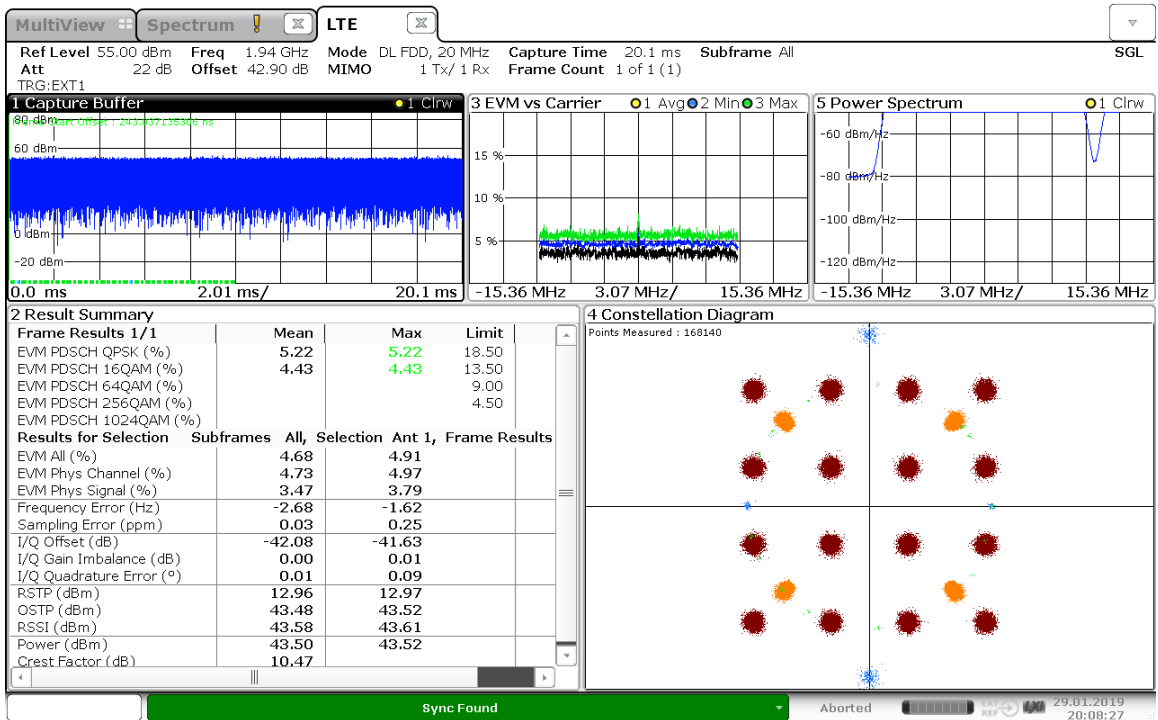 MultiView Spectrum ! LTE
Ref Level 55.00 dBm Freq 1.94 GHz Mode DL FDD, 20 MHz Capture Time 20.1 ms Subframe All SGL
Att 22 dB Offset 42.90 dB MIMO 1 Tx/ 1 Rx Frame Count 1 of 1 (1)
TRG:EXT1
1 Capture Buffer 1 Clrw
80 dBm
Frame Start Offset : 243.037135306 ms
60 dBm
0 dBm
-20 dBm
0.0 ms 2.01 ms/ 20.1 ms
3 EVM vs Carrier 1 Avg 2 Min 3 Max
15 %
10 %
5 %
-15.36 MHz 3.07 MHz/ 15.36 MHz
5 Power Spectrum 1 Clrw
-60 dBm/Hz
-80 dBm/Hz
-100 dBm/Hz
-120 dBm/Hz
-15.36 MHz 3.07 MHz/ 15.36 MHz
2 Result Summary
Frame Results 1/1 Mean Max Limit
EVM PDSCH QPSK (%) 5.22 5.22 18.50
EVM PDSCH 16QAM (%) 4.43 4.43 13.50
EVM PDSCH 64QAM (%) 9.00
EVM PDSCH 256QAM (%) 4.50
EVM PDSCH 1024QAM (%)
Results for Selection Subframes All, Selection Ant 1, Frame Results
EVM All (%) 4.68 4.91
EVM Phys Channel (%) 4.73 4.97
EVM Phys Signal (%) 3.47 3.79
Frequency Error (Hz) -2.68 -1.62
Sampling Error (ppm) 0.03 0.25
I/Q Offset (dB) -42.08 -41.63
I/Q Gain Imbalance (dB) 0.00 0.01
I/Q Quadrature Error (°) 0.01 0.09
RSTP (dBm) 12.96 12.97
OSTP (dBm) 43.48 43.52
RSSI (dBm) 43.58 43.61
Power (dBm) 43.50 43.52
Crest Factor (dB) 10.47
4 Constellation Diagram
Points Measured : 168140
Sync Found
Aborted
EXT
REF
LXI
29.01.2019
20:08:27